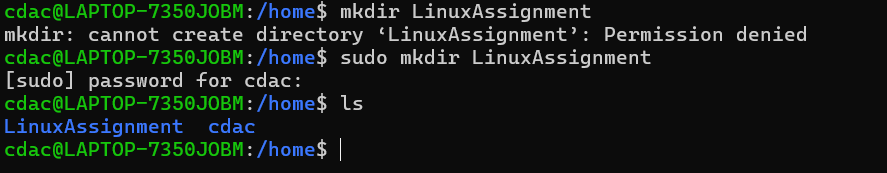 cdac@LAPTOP-7350JOBM:/home$ mkdir LinuxAssignment
mkdir: cannot create directory ‘LinuxAssignment’: Permission denied
cdac@LAPTOP-7350JOBM:/home$ sudo mkdir LinuxAssignment
[sudo] password for cdac:
cdac@LAPTOP-7350JOBM:/home$ ls
LinuxAssignment  cdac
cdac@LAPTOP-7350JOBM:/home$